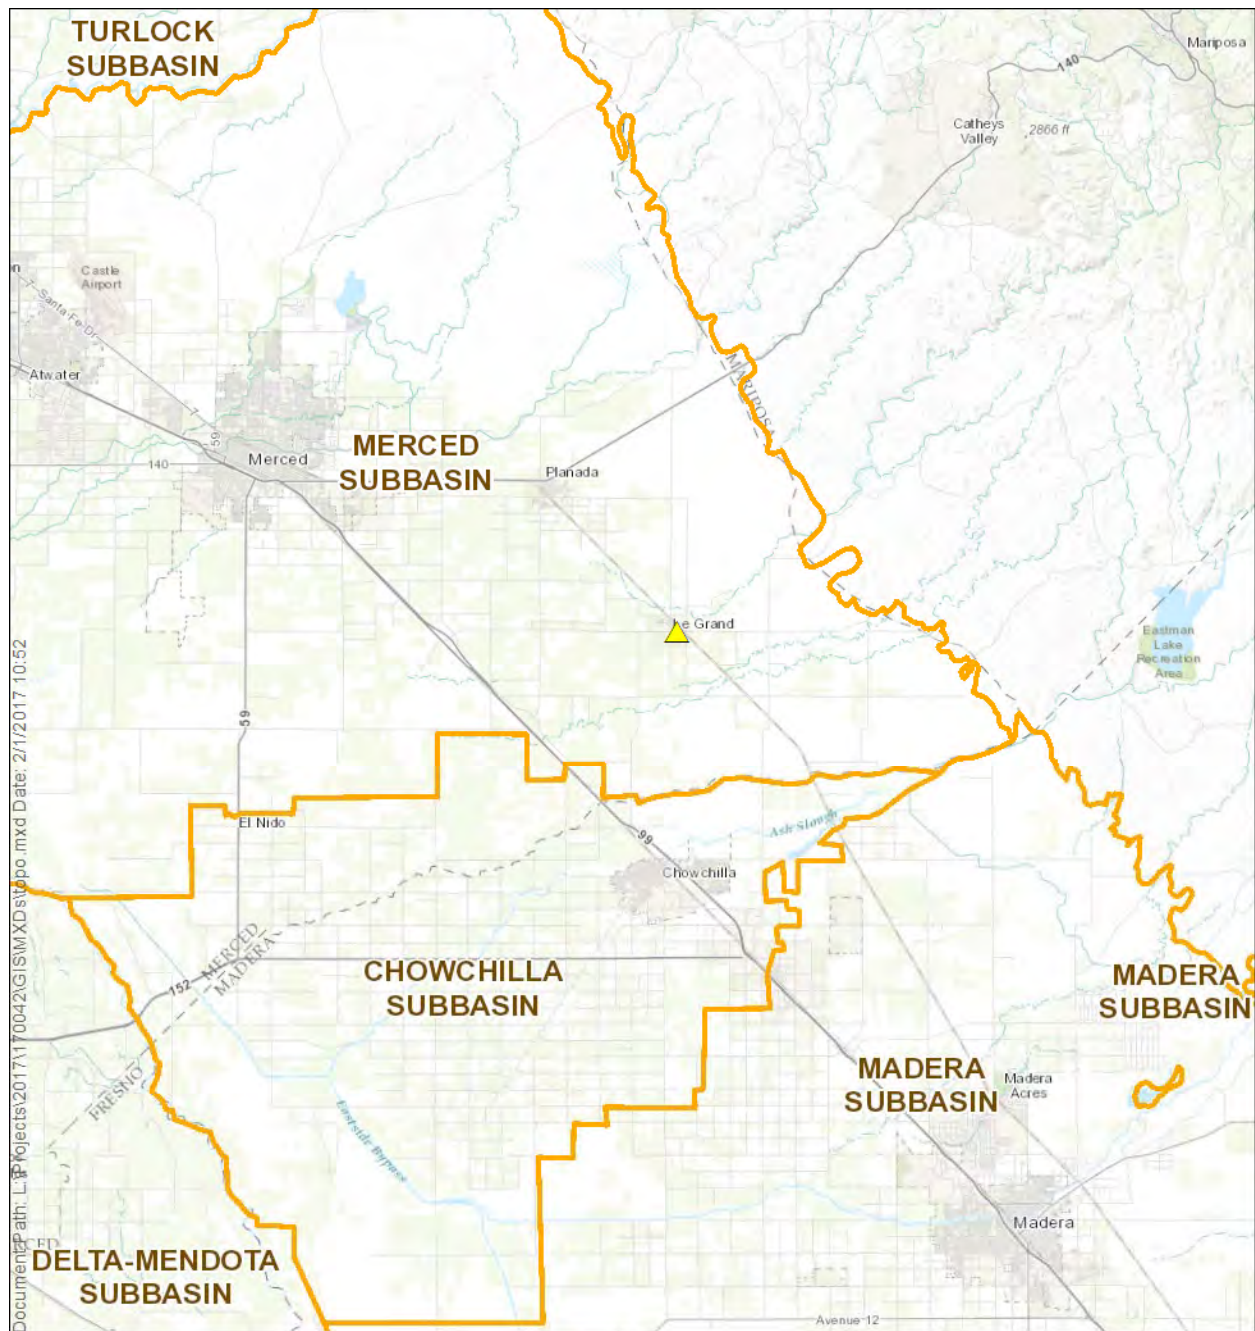 TURLOCK
SUBBASIN
Mariposa
140
Catheys
Valley
2866 ft
Castle
Airport
Santa Fe Dr
Atwater
MARIPOSA
59
MERCED
SUBBASIN
Merced
140
Planada
Le Grand
Eastman
Lake
Recreation
Area
59
El Nido
99
Ash Slough
Chowchilla
MERCED
MADERA
152
CHOWCHILLA
SUBBASIN
MADERA
SUBBASIN
MADERA
SUBBASIN
Madera
Acres
FRESNO
Eastside Bypass
Madera
DELTA-MENDOTA
SUBBASIN
Avenue 12
Document Path: L:\Projects\2017\170042\GIS\MXDs\topo.mxd Date: 2/1/2017 10:52